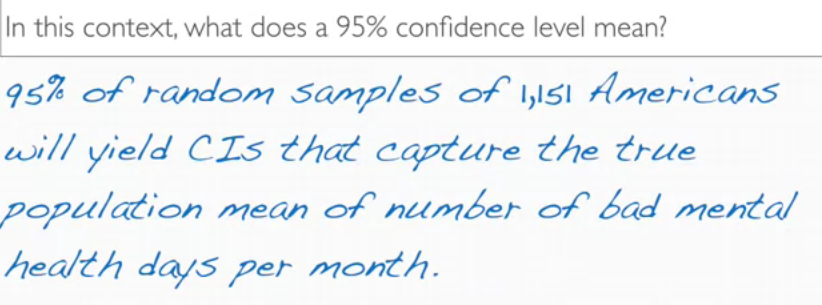 In this context, what does a 95% confidence level mean?
95% of random samples of 1,151 Americans
will yield CIs that capture the true
population mean of number of bad mental
health days per month.